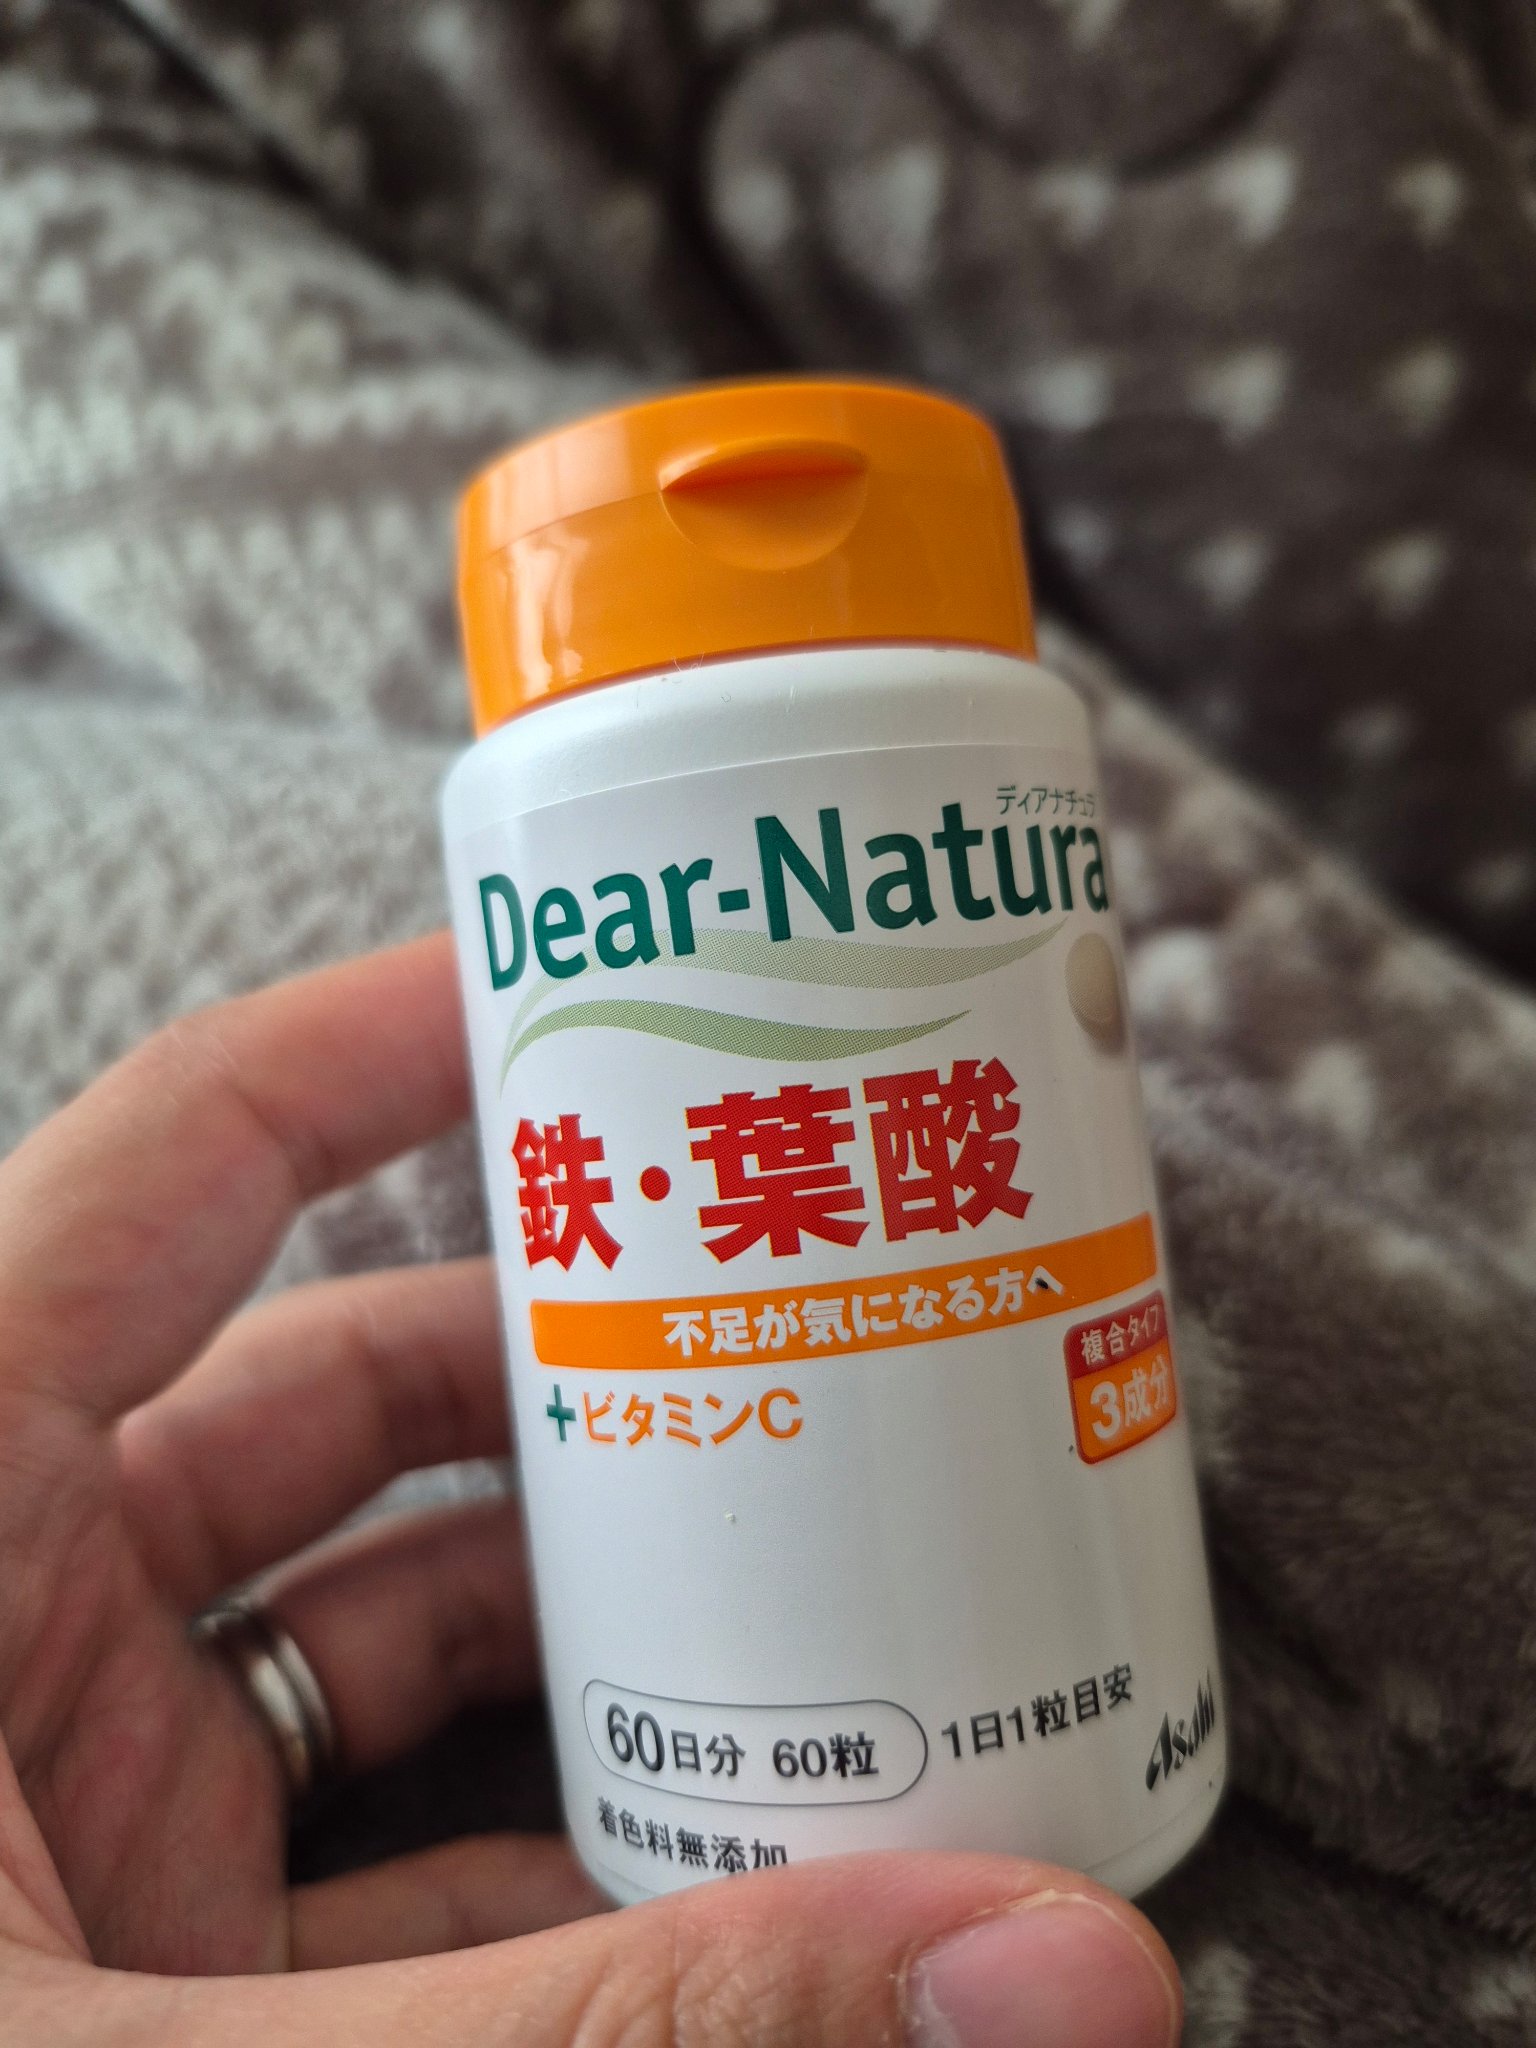 ディアナチュラ
Dear-Natura
鉄・葉酸
不足が気になる方へ
+ビタミンC
複合タイプ
3成分
60日分 60粒
1日1粒目安
Asahi
着色料無添加